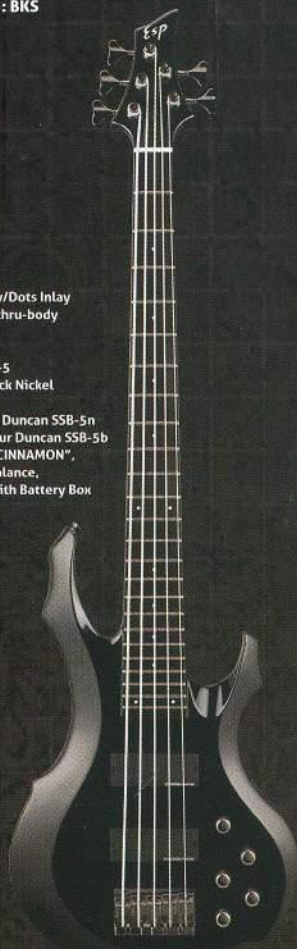 : BKS
ESP
y/Dots Inlay
thru-body
-5
ck Nickel
Duncan SSB-5n
ur Duncan SSB-5b
CINNAMON",
alance,
ith Battery Box